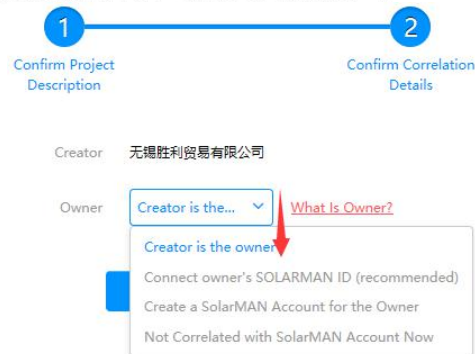 1
2
Confirm Project
Description
Confirm Correlation
Details
Creator 无锡胜利贸易有限公司
Owner Creator is the... What Is Owner?
Creator is the owner
Connect owner's SOLARMAN ID (recommended)
Create a SolarMAN Account for the Owner
Not Correlated with SolarMAN Account Now